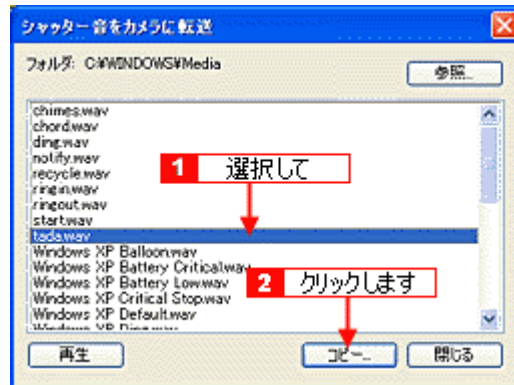 シャッター音をカメラに転送
フォルダ: C:¥WINDOWS¥Media
参照...
chimes.wav
chord.wav
ding.wav
notify.wav
recycle.wav
ringin.wav
ringout.wav
start.wav
tada.wav
Windows XP Balloon.wav
Windows XP Battery Critical.wav
Windows XP Battery Low.wav
Windows XP Critical Stop.wav
Windows XP Default.wav
Windows XP Ding.wav
1 選択して
2 クリックします
再生
コピー...
閉じる